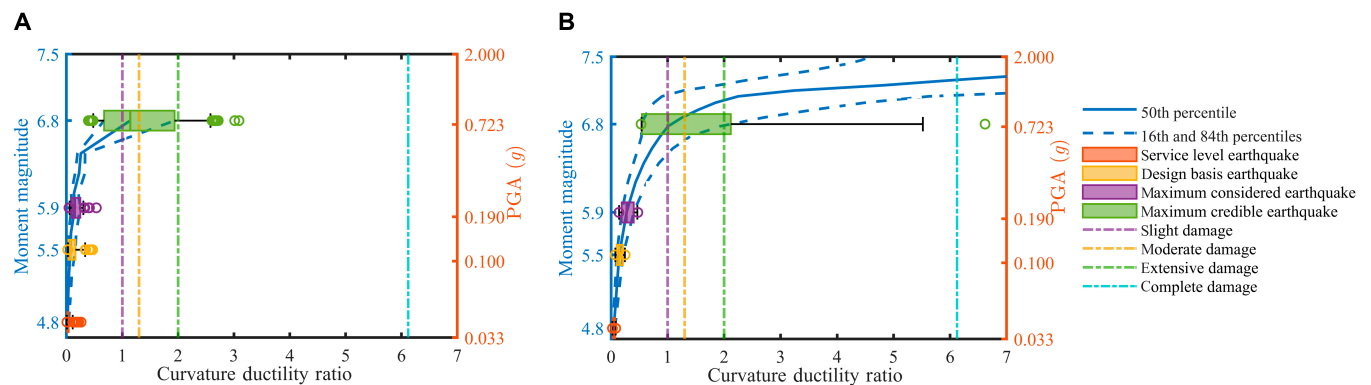 A
B
7.5
6.8
5.9
5.5
4.8
Moment magnitude
2.000
0.723
0.190
0.100
0.033
PGA (g)
0 1 2 3 4 5 6 7
Curvature ductility ratio
7.5
6.8
5.9
5.5
4.8
Moment magnitude
2.000
0.723
0.190
0.100
0.033
PGA (g)
0 1 2 3 4 5 6 7
Curvature ductility ratio
50th percentile
16th and 84th percentiles
Service level earthquake
Design basis earthquake
Maximum considered earthquake
Maximum credible earthquake
Slight damage
Moderate damage
Extensive damage
Complete damage